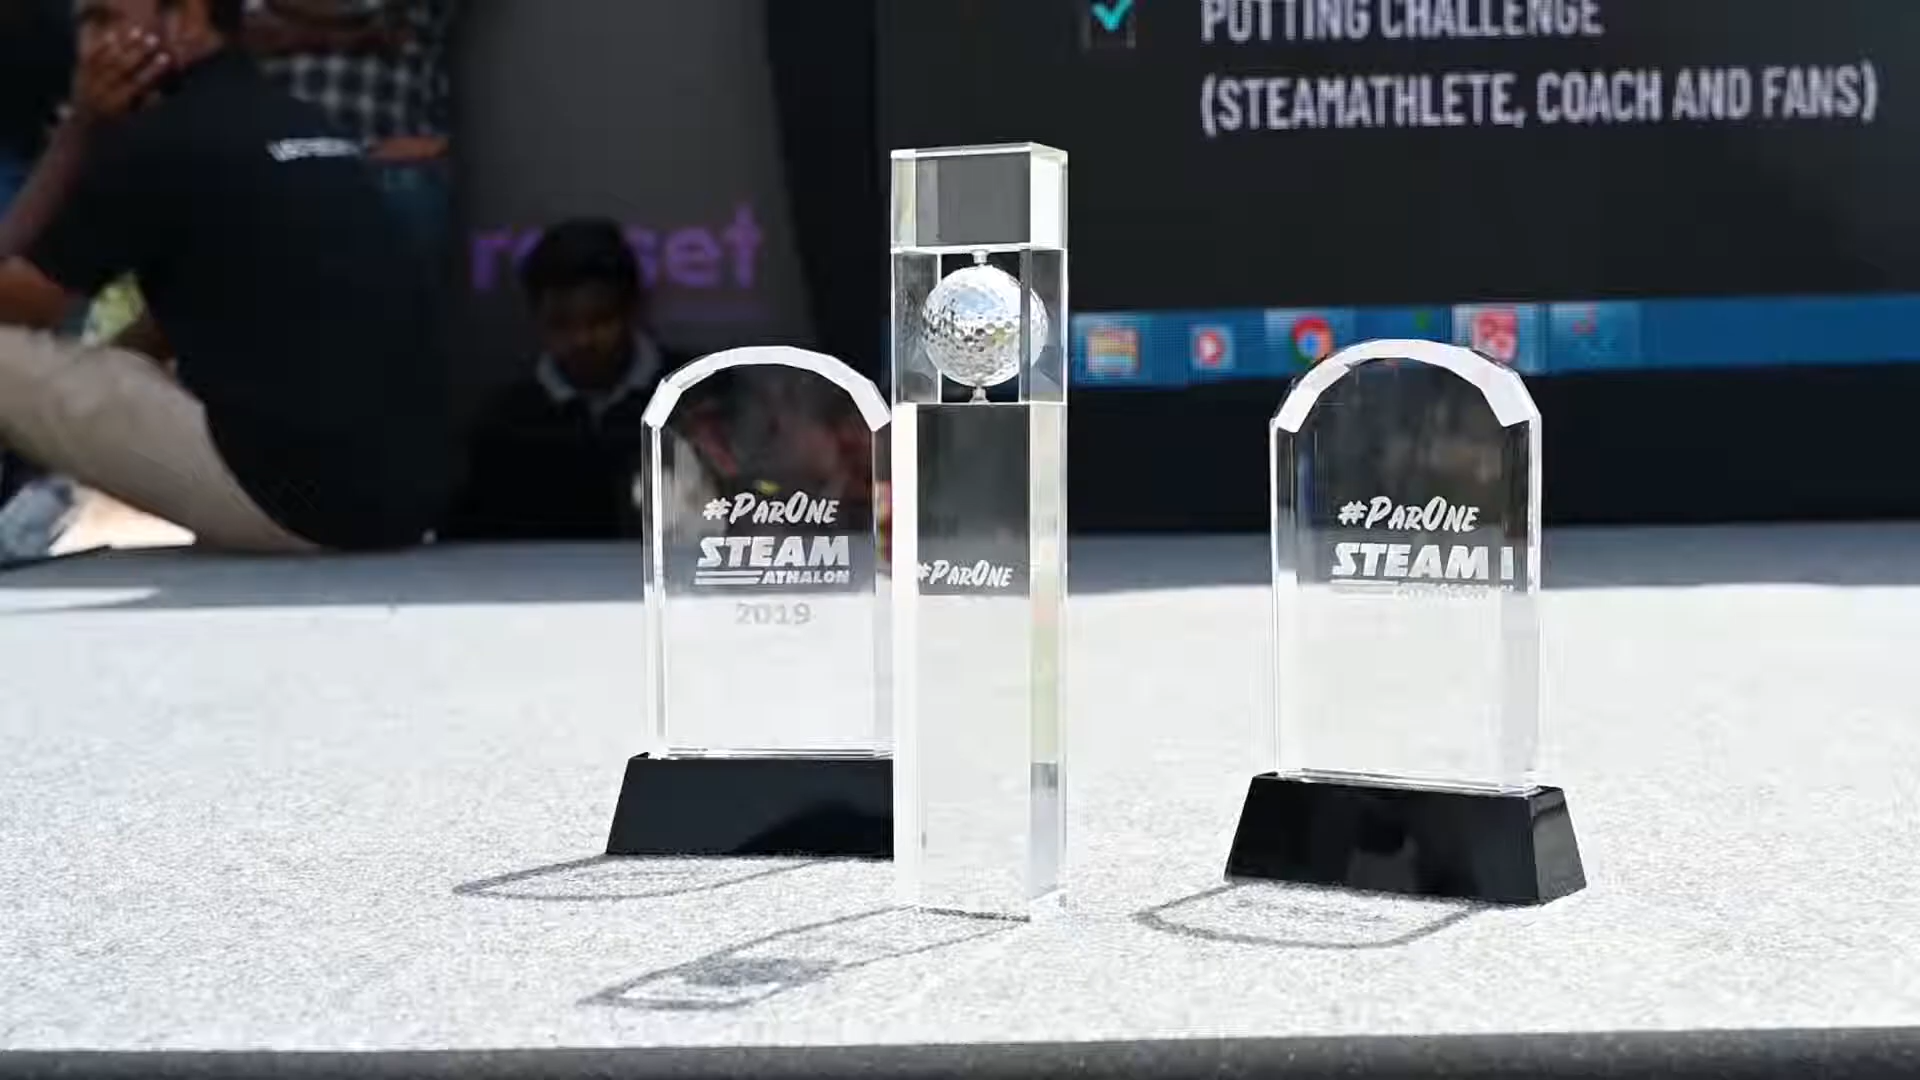 PUTTING CHALLENGE
(STEAMATHLETE, COACH AND FANS)
#PARONE
STEAM
ATHALON
2019
#PARONE
#PARONE
STEAM